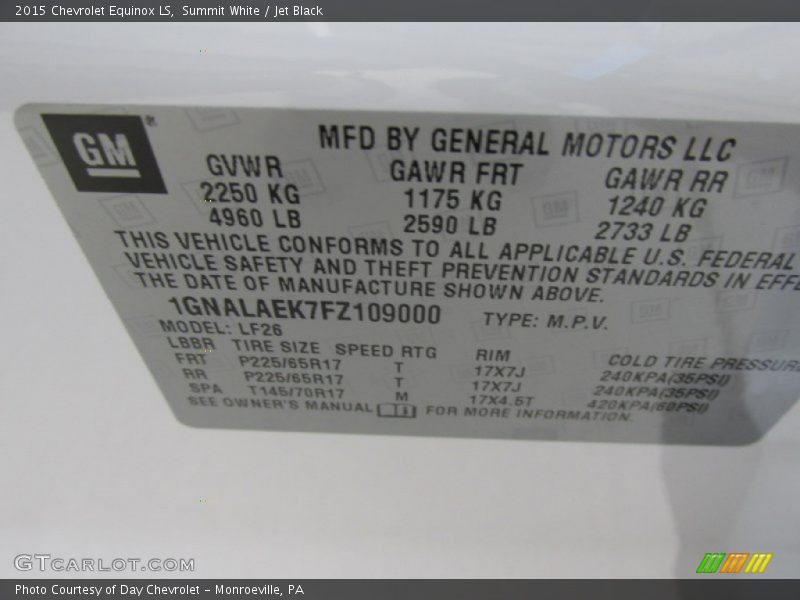 2015 Chevrolet Equinox LS, Summit White / Jet Black
GM
MFD BY GENERAL MOTORS LLC
GVWR GAWR FRT GAWR RR
2250 KG 1175 KG 1240 KG
4960 LB 2590 LB 2733 LB
THIS VEHICLE CONFORMS TO ALL APPLICABLE U.S. FEDERAL
VEHICLE SAFETY AND THEFT PREVENTION STANDARDS IN EFFE
THE DATE OF MANUFACTURE SHOWN ABOVE.
1GNALAEK7FZ109000 TYPE: M.P.V.
MODEL: LF26
LBBR TIRE SIZE SPEED RTG RIM COLD TIRE PRESSURE
FRT P225/65R17 T 17X7J 240KPA(35PSI)
RR P225/65R17 T 17X7J 240KPA(35PSI)
SPA T145/70R17 M 17X4.5T 420KPA(60PSI)
SEE OWNER'S MANUAL FOR MORE INFORMATION.
GTCARLOT.COM
Photo Courtesy of Day Chevrolet – Monroeville, PA